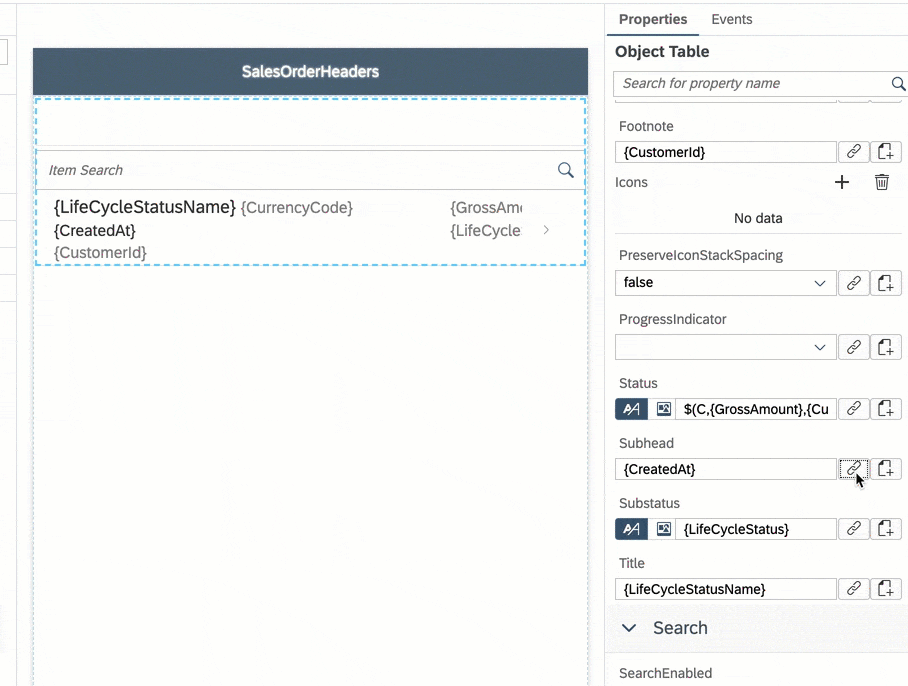 SalesOrderHeaders
Item Search
{LifeCycleStatusName} {CurrencyCode}
{GrossAm
{CreatedAt}
{LifeCycle
{CustomerId}
Properties Events
Object Table
Search for property name
Footnote
{CustomerId}
Icons
No data
PreserveIconStackSpacing
false
ProgressIndicator
Status
$(C,{GrossAmount},{Cu
Subhead
{CreatedAt}
Substatus
{LifeCycleStatus}
Title
{LifeCycleStatusName}
Search
SearchEnabled